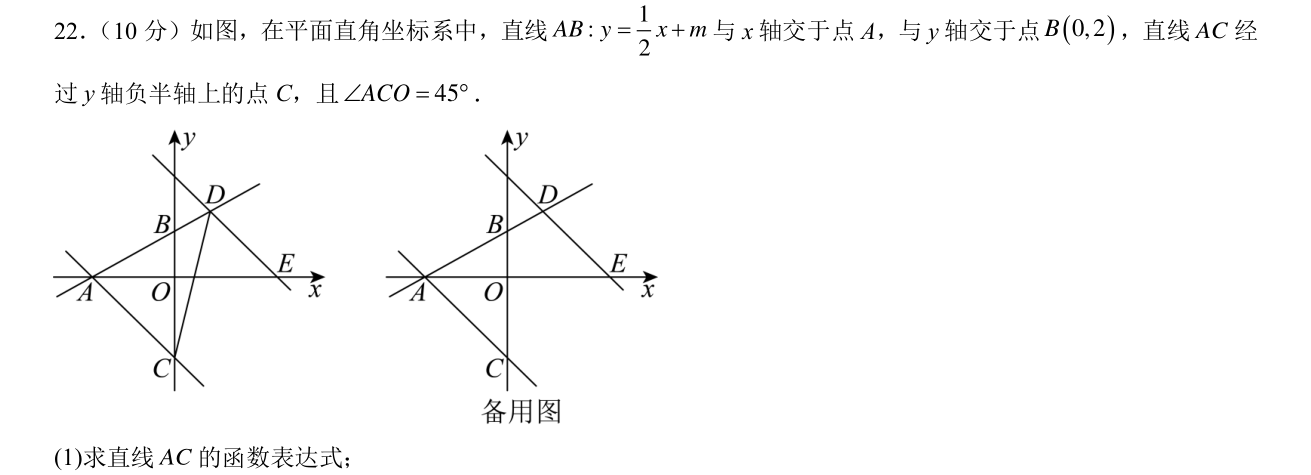 22.（10 分）如图，在平面直角坐标系中，直线 AB : y = 1/2 x + m 与 x 轴交于点 A，与 y 轴交于点 B(0,2)，直线 AC 经
过 y 轴负半轴上的点 C，且 ∠ACO = 45°．
y
D
B
E
A
O
x
C
y
D
B
E
A
O
x
C
备用图
(1)求直线 AC 的函数表达式；